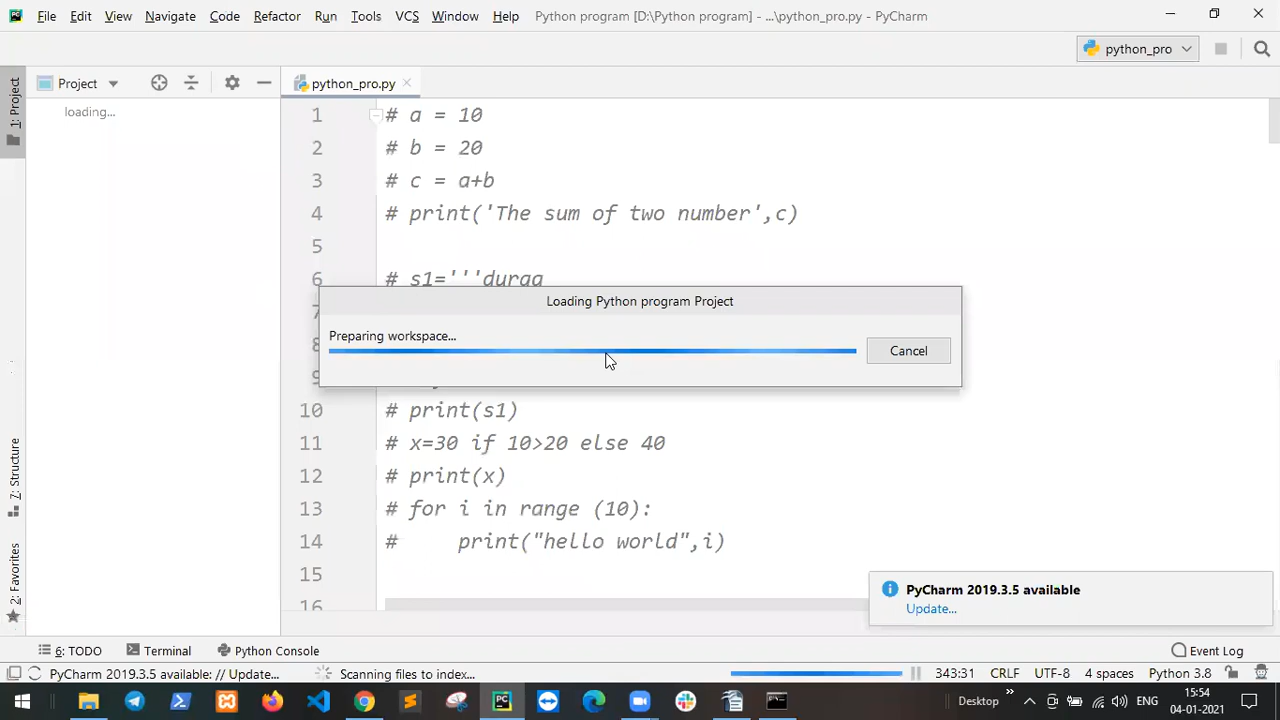 File Edit View Navigate Code Refactor Run Tools VCS Window Help Python program [D:\Python program] - ...\python_pro.py - PyCharm
python_pro
1: Project
Project
python_pro.py
loading...
1 # a = 10
2 # b = 20
3 # c = a+b
4 # print('The sum of two number',c)
5
6 # s1='''durga
Loading Python program Project
Preparing workspace...
Cancel
10 # print(s1)
11 # x=30 if 10>20 else 40
12 # print(x)
13 # for i in range (10):
14 #     print("hello world",i)
15
16
7: Structure
2: Favorites
PyCharm 2019.3.5 available
Update...
6: TODO Terminal Python Console Event Log
PyCharm 2019.3.5 available: // Update... Scanning files to index... 343:31 CRLF UTF-8 4 spaces Python 3.8
Desktop ENG 15:54
04-01-2021